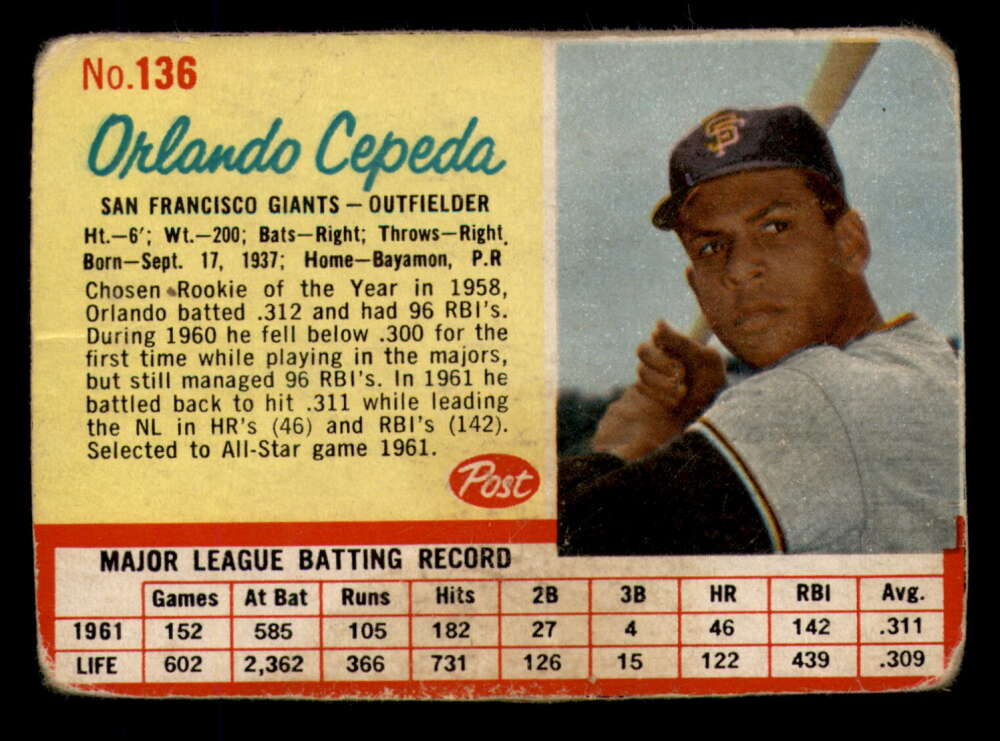 No.136
Orlando Cepeda
SAN FRANCISCO GIANTS – OUTFIELDER
Ht.–6'; Wt.–200; Bats–Right; Throws–Right.
Born–Sept. 17, 1937; Home–Bayamon, P.R
Chosen Rookie of the Year in 1958,
Orlando batted .312 and had 96 RBI's.
During 1960 he fell below .300 for the
first time while playing in the majors,
but still managed 96 RBI's. In 1961 he
battled back to hit .311 while leading
the NL in HR's (46) and RBI's (142).
Selected to All-Star game 1961.
Post
SF
MAJOR LEAGUE BATTING RECORD
Games At Bat Runs Hits 2B 3B HR RBI Avg.
1961 152 585 105 182 27 4 46 142 .311
LIFE 602 2,362 366 731 126 15 122 439 .309